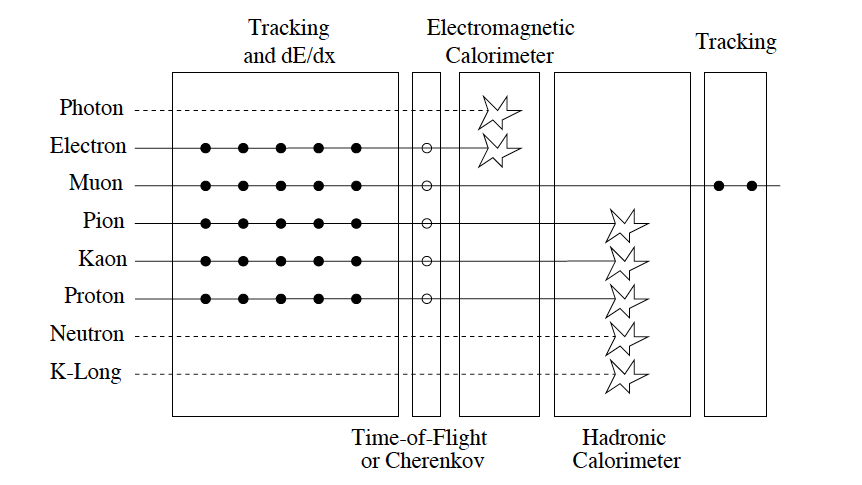 Tracking
and dE/dx
Electromagnetic
Calorimeter
Tracking
Photon
Electron
Muon
Pion
Kaon
Proton
Neutron
K-Long
Time-of-Flight
or Cherenkov
Hadronic
Calorimeter